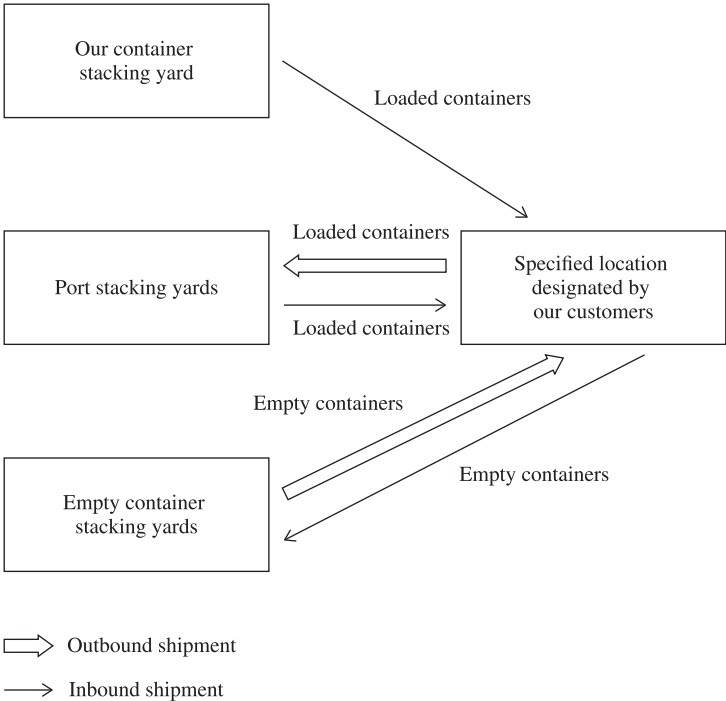 Our container
stacking yard
Loaded containers
Loaded containers
Port stacking yards
Specified location
designated by
our customers
Loaded containers
Empty containers
Empty containers
Empty container
stacking yards
Outbound shipment
Inbound shipment